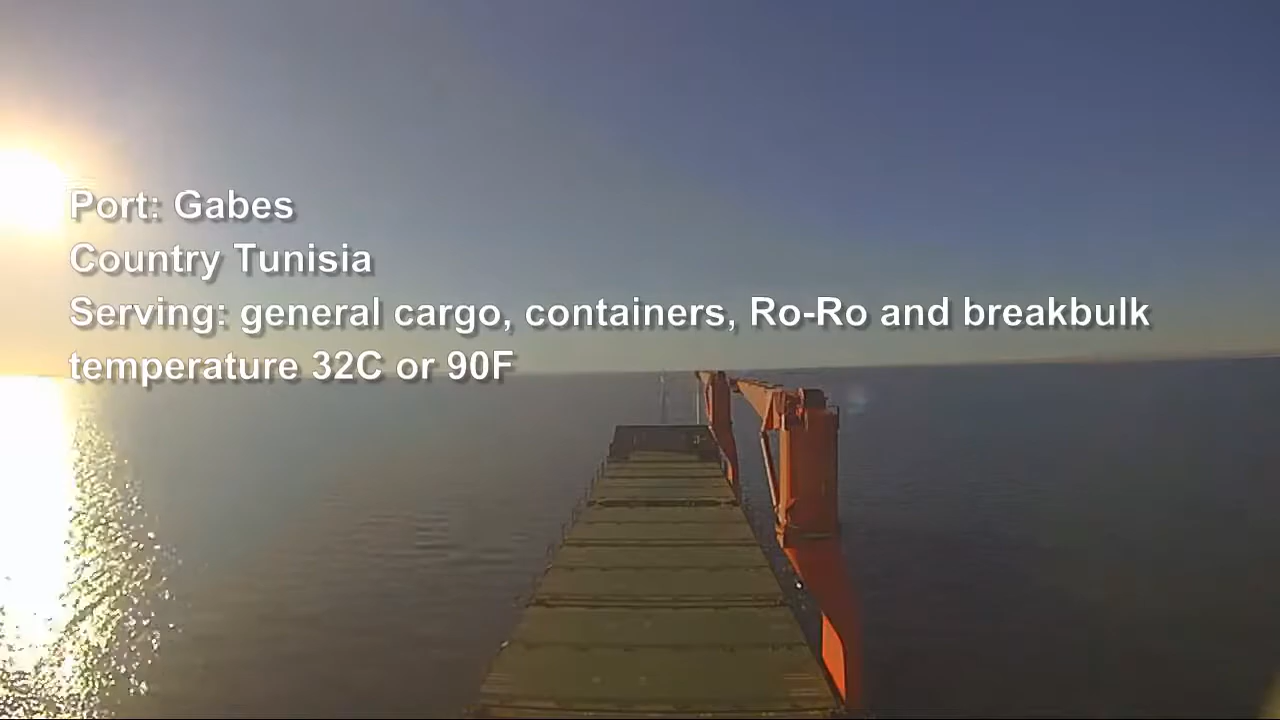 Port: Gabes
Country Tunisia
Serving: general cargo, containers, Ro-Ro and breakbulk
temperature 32C or 90F